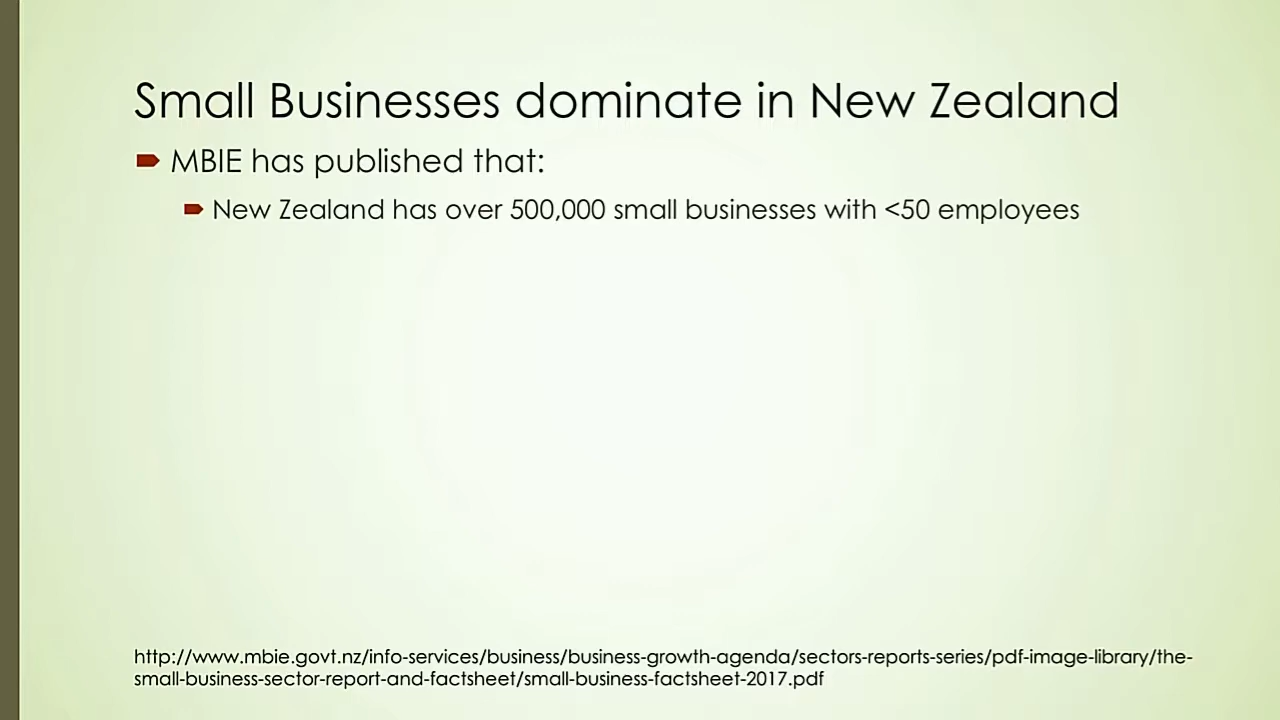 Small Businesses dominate in New Zealand
MBIE has published that:
New Zealand has over 500,000 small businesses with <50 employees
http://www.mbie.govt.nz/info-services/business/business-growth-agenda/sectors-reports-series/pdf-image-library/the-
small-business-sector-report-and-factsheet/small-business-factsheet-2017.pdf